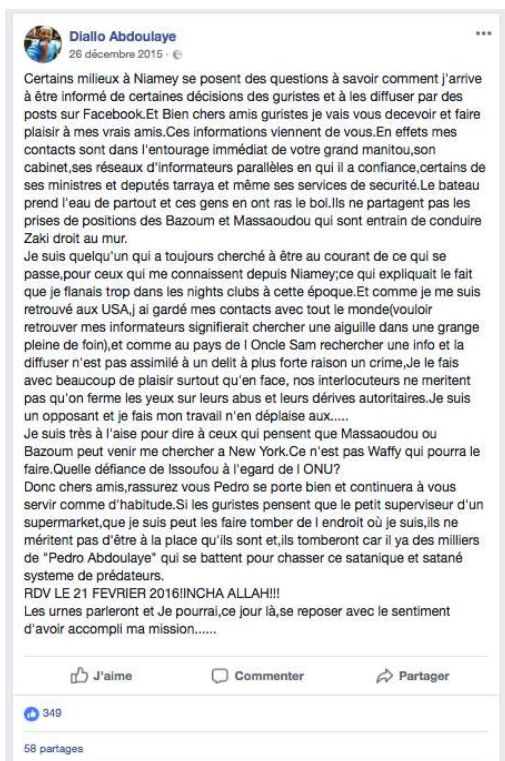 Diallo Abdoulaye
26 décembre 2015 ·
Certains milieux à Niamey se posent des questions à savoir comment j'arrive
à être informé de certaines décisions des guristes et à les diffuser par des
posts sur Facebook.Et Bien chers amis guristes je vais vous decevoir et faire
plaisir à mes vrais amis.Ces informations viennent de vous.En effets mes
contacts sont dans l'entourage immédiat de votre grand manitou,son
cabinet,ses réseaux d'informateurs parallèles en qui il a confiance,certains de
ses ministres et deputés tarraya et même ses services de securité.Le bateau
prend l'eau de partout et ces gens en ont ras le bol.Ils ne partagent pas les
prises de positions des Bazoum et Massaoudou qui sont entrain de conduire
Zaki droit au mur.
Je suis quelqu'un qui a toujours cherché à être au courant de ce qui se
passe,pour ceux qui me connaissent depuis Niamey;ce qui expliquait le fait
que je flanais trop dans les nights clubs à cette époque.Et comme je me suis
retrouvé aux USA,j ai gardé mes contacts avec tout le monde(vouloir
retrouver mes informateurs signifierait chercher une aiguille dans une grange
pleine de foin),et comme au pays de l Oncle Sam rechercher une info et la
diffuser n'est pas assimilé à un delit à plus forte raison un crime,Je le fais
avec beaucoup de plaisir surtout qu'en face, nos interlocuteurs ne meritent
pas qu'on ferme les yeux sur leurs abus et leurs dérives autoritaires.Je suis
un opposant et je fais mon travail n'en déplaise aux.....
Je suis très à l'aise pour dire à ceux qui pensent que Massaoudou ou
Bazoum peut venir me chercher a New York.Ce n'est pas Waffy qui pourra le
faire.Quelle défiance de Issoufou à l'egard de l ONU?
Donc chers amis,rassurez vous Pedro se porte bien et continuera à vous
servir comme d'habitude.Si les guristes pensent que le petit superviseur d'un
supermarket,que je suis peut les faire tomber de l endroit où je suis,ils ne
méritent pas d'être à la place qu'ils sont et,ils tomberont car il ya des milliers
de "Pedro Abdoulaye" qui se battent pour chasser ce satanique et satané
systeme de prédateurs.
RDV LE 21 FEVRIER 2016!INCHA ALLAH!!!
Les urnes parleront et Je pourrai,ce jour là,se reposer avec le sentiment
d'avoir accompli ma mission......
J'aime Commenter Partager
349
58 partages